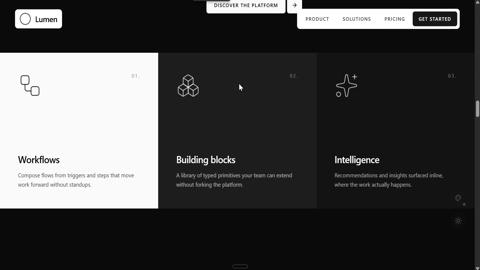 DISCOVER THE PLATFORM →
Lumen
PRODUCT SOLUTIONS PRICING GET STARTED
01.
02.
03.
Workflows
Compose flows from triggers and steps that move
work forward without standups.
Building blocks
A library of typed primitives your team can extend
without forking the platform.
Intelligence
Recommendations and insights surfaced inline,
where the work actually happens.